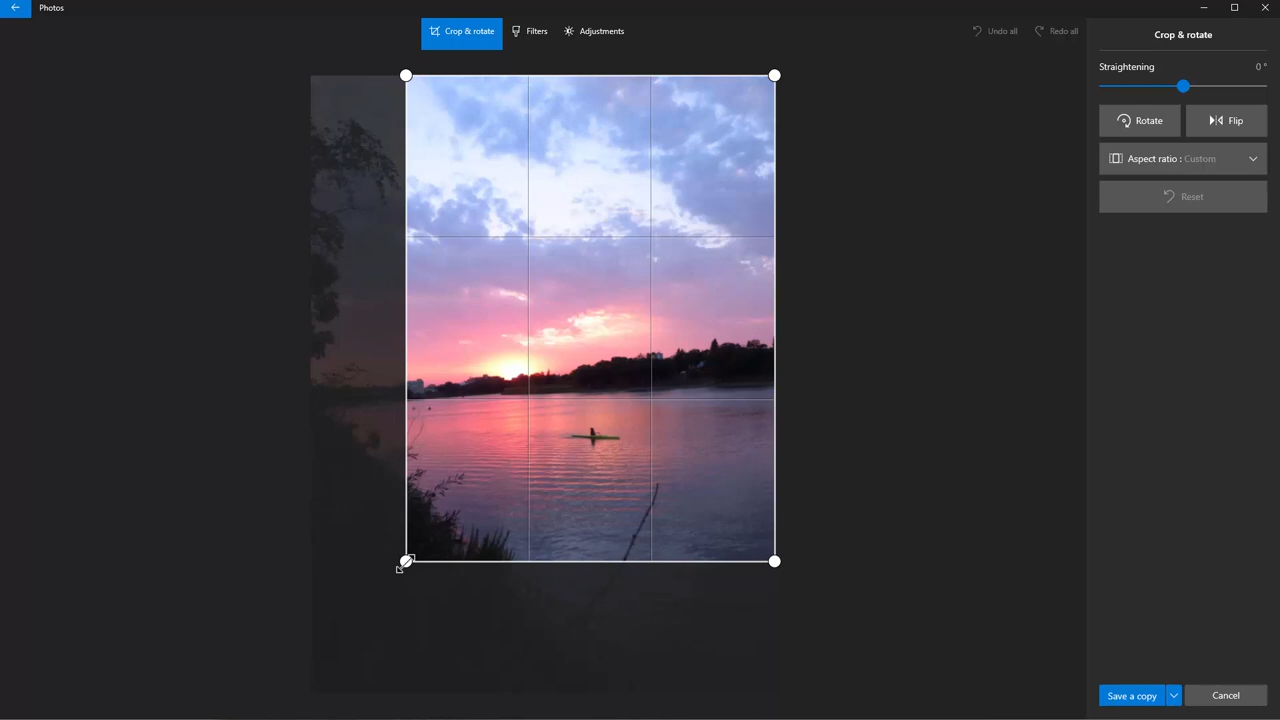 Photos
Crop & rotate Filters Adjustments Undo all Redo all
Crop & rotate
Straightening 0 °
Rotate Flip
Aspect ratio : Custom
Reset
Save a copy Cancel